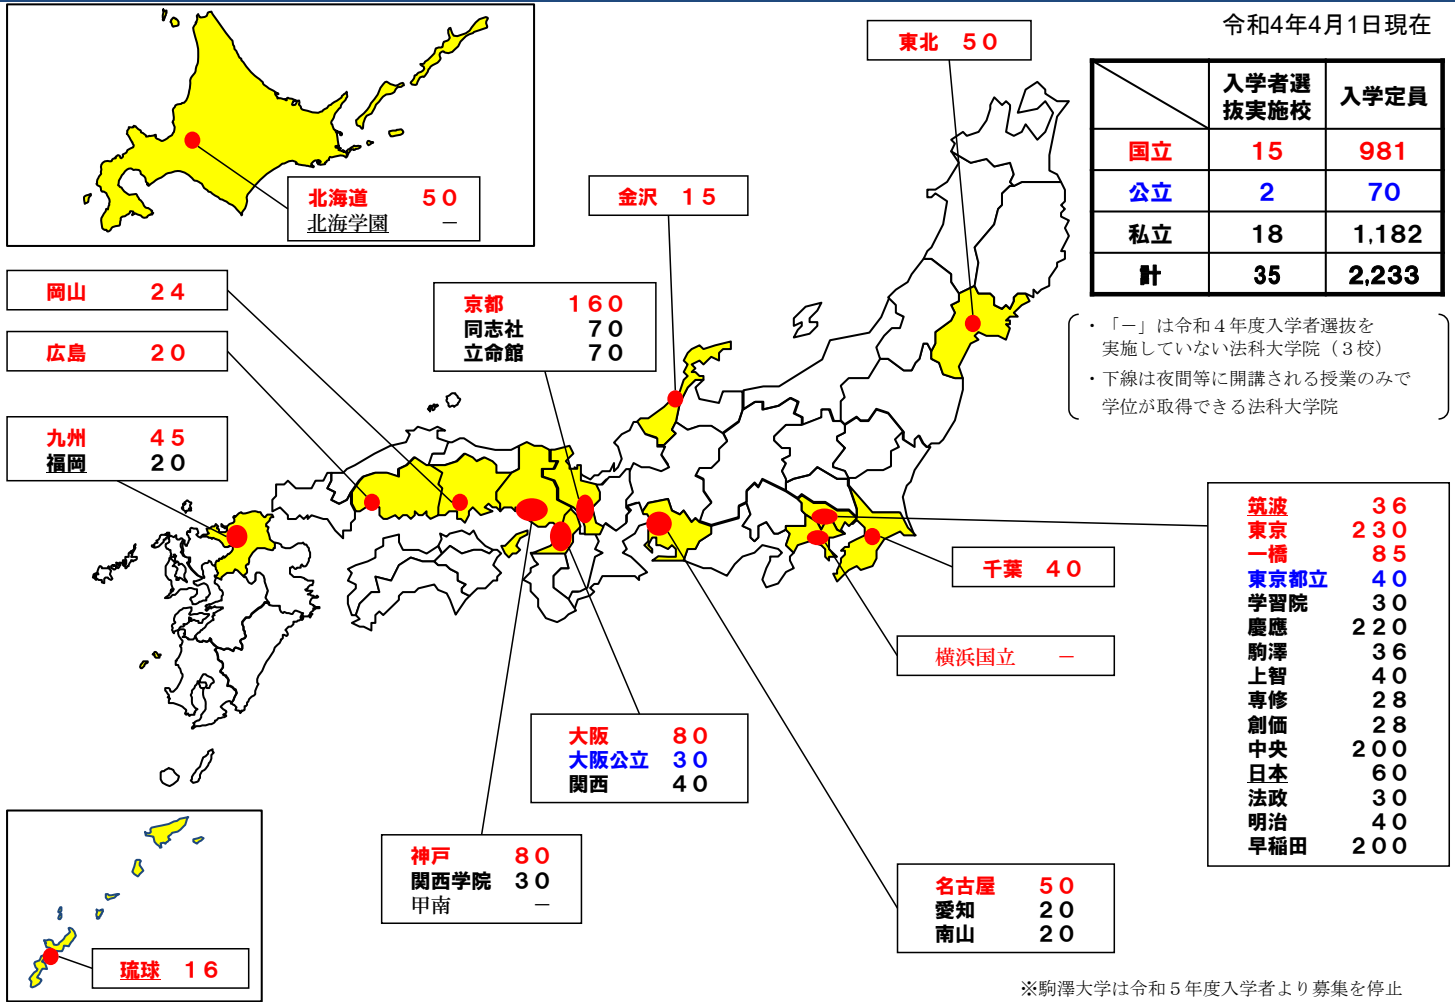 令和4年4月1日現在
入学者選抜実施校 入学定員
国立 15 981
公立 2 70
私立 18 1,182
計 35 2,233
・「－」は令和４年度入学者選抜を
実施していない法科大学院（３校）
・下線は夜間等に開講される授業のみで
学位が取得できる法科大学院
東北 ５０
北海道 ５０
北海学園 －
金沢 １５
岡山 ２４
広島 ２０
京都 １６０
同志社 ７０
立命館 ７０
九州 ４５
福岡 ２０
筑波 ３６
東京 ２３０
一橋 ８５
東京都立 ４０
学習院 ３０
慶應 ２２０
駒澤 ３６
上智 ４０
専修 ２８
創価 ２８
中央 ２００
日本 ６０
法政 ３０
明治 ４０
早稲田 ２００
千葉 ４０
横浜国立 －
大阪 ８０
大阪公立 ３０
関西 ４０
神戸 ８０
関西学院 ３０
甲南 －
名古屋 ５０
愛知 ２０
南山 ２０
琉球 １６
※駒澤大学は令和５年度入学者より募集を停止